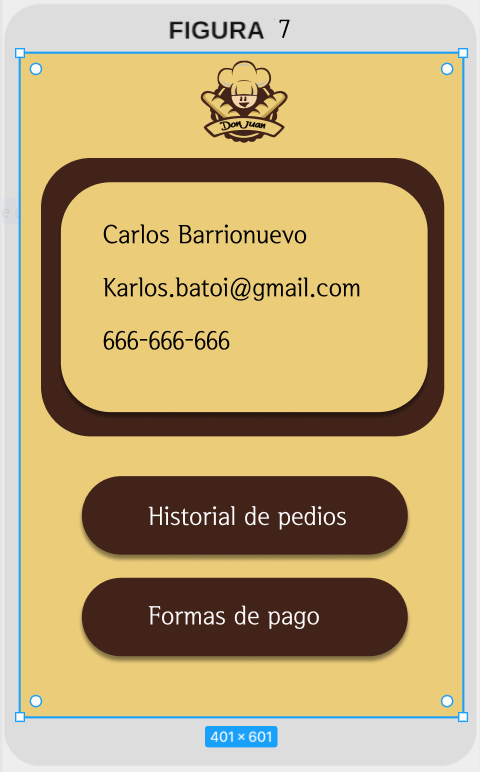 FIGURA 7
Don Juan
Carlos Barrionuevo
Karlos.batoi@gmail.com
666-666-666
Historial de pedios
Formas de pago
401 × 601